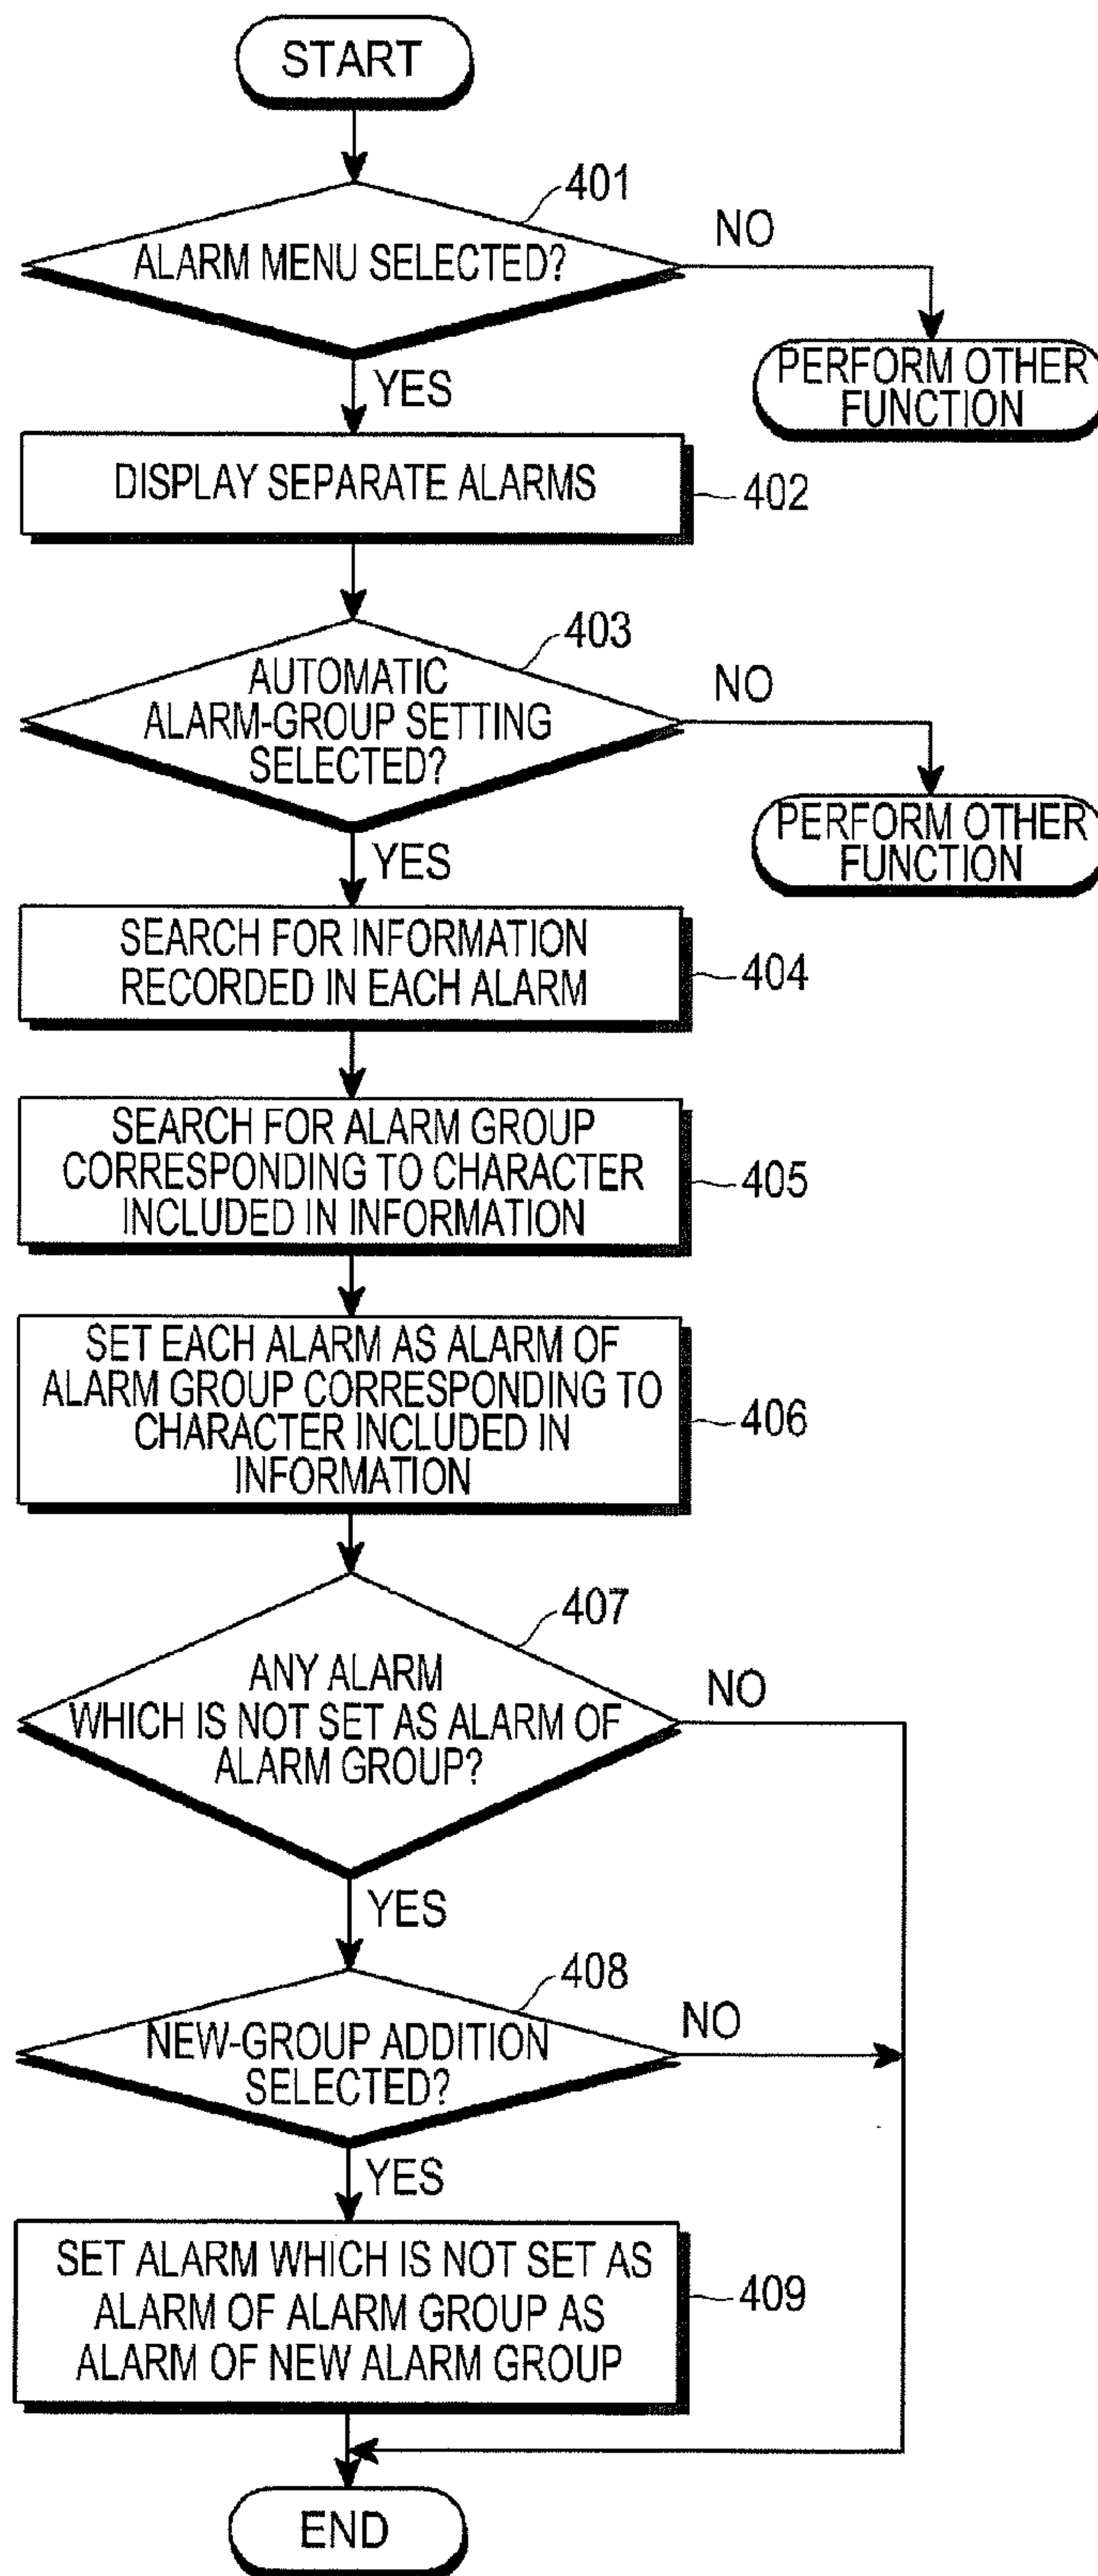 START
401
ALARM MENU SELECTED?
NO
PERFORM OTHER
FUNCTION
YES
DISPLAY SEPARATE ALARMS
402
403
AUTOMATIC
ALARM-GROUP SETTING
SELECTED?
NO
PERFORM OTHER
FUNCTION
YES
SEARCH FOR INFORMATION
RECORDED IN EACH ALARM
404
SEARCH FOR ALARM GROUP
CORRESPONDING TO CHARACTER
INCLUDED IN INFORMATION
405
SET EACH ALARM AS ALARM OF
ALARM GROUP CORRESPONDING TO
CHARACTER INCLUDED IN
INFORMATION
406
407
ANY ALARM
WHICH IS NOT SET AS ALARM OF
ALARM GROUP?
NO
YES
408
NEW-GROUP ADDITION
SELECTED?
NO
YES
SET ALARM WHICH IS NOT SET AS
ALARM OF ALARM GROUP AS
ALARM OF NEW ALARM GROUP
409
END